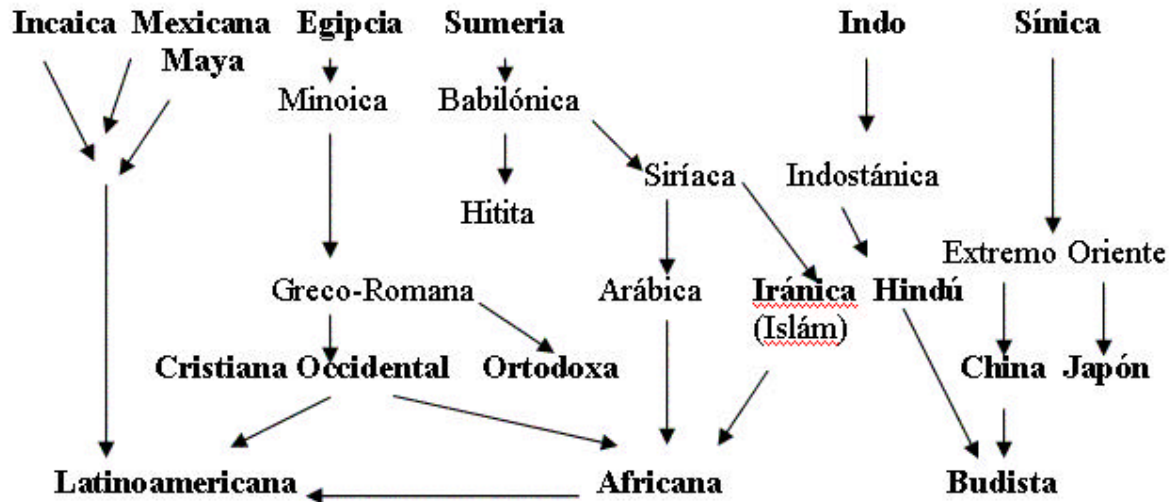 Incaica Mexicana Egipcia Sumeria Indo Sínica
Maya
Minoica Babilónica
Siríaca Indostánica
Hitita
Extremo Oriente
Greco-Romana Arábica Iránica Hindú
(Islám)
Cristiana Occidental Ortodoxa China Japón
Latinoamericana Africana Budista